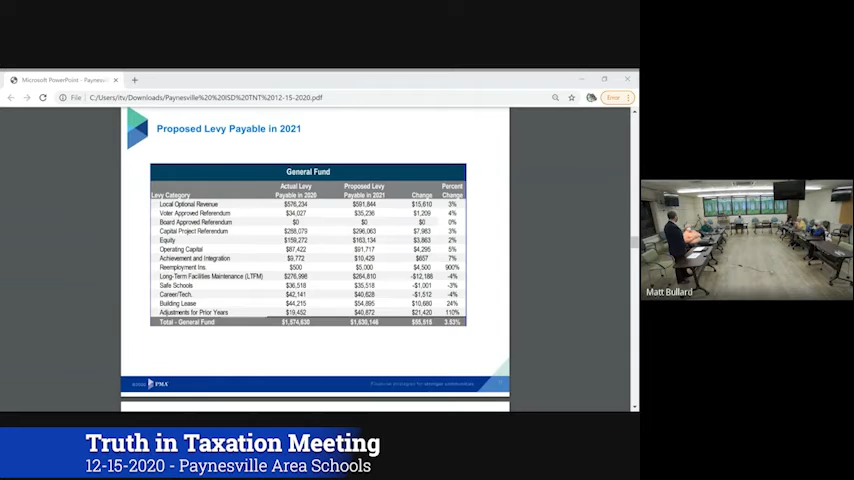 Microsoft PowerPoint - Paynesvi
File
C:/Users/itv/Downloads/Paynesville%20%20ISD%20TNT%2012-15-2020.pdf
Error
Proposed Levy Payable in 2021
General Fund
Levy Category Actual Levy Payable in 2020 Proposed Levy Payable in 2021 Change Percent Change
Local Optional Revenue $576,234 $591,844 $15,610 3%
Voter Approved Referendum $34,027 $35,236 $1,209 4%
Board Approved Referendum $0 $0 $0 0%
Capital Project Referendum $288,079 $296,063 $7,983 3%
Equity $159,272 $163,134 $3,863 2%
Operating Capital $87,422 $91,717 $4,295 5%
Achievement and Integration $9,772 $10,429 $657 7%
Reemployment Ins. $500 $5,000 $4,500 900%
Long-Term Facilities Maintenance (LTFM) $276,998 $264,810 -$12,188 -4%
Safe Schools $36,518 $35,518 -$1,001 -3%
Career/Tech. $42,141 $40,628 -$1,512 -4%
Building Lease $44,215 $54,895 $10,680 24%
Adjustments for Prior Years $19,452 $40,872 $21,420 110%
Total - General Fund $1,574,630 $1,630,146 $55,516 3.53%
©2020 PMA
Financial strategies for stronger communities
Matt Bullard
Truth in Taxation Meeting
12-15-2020 - Paynesville Area Schools